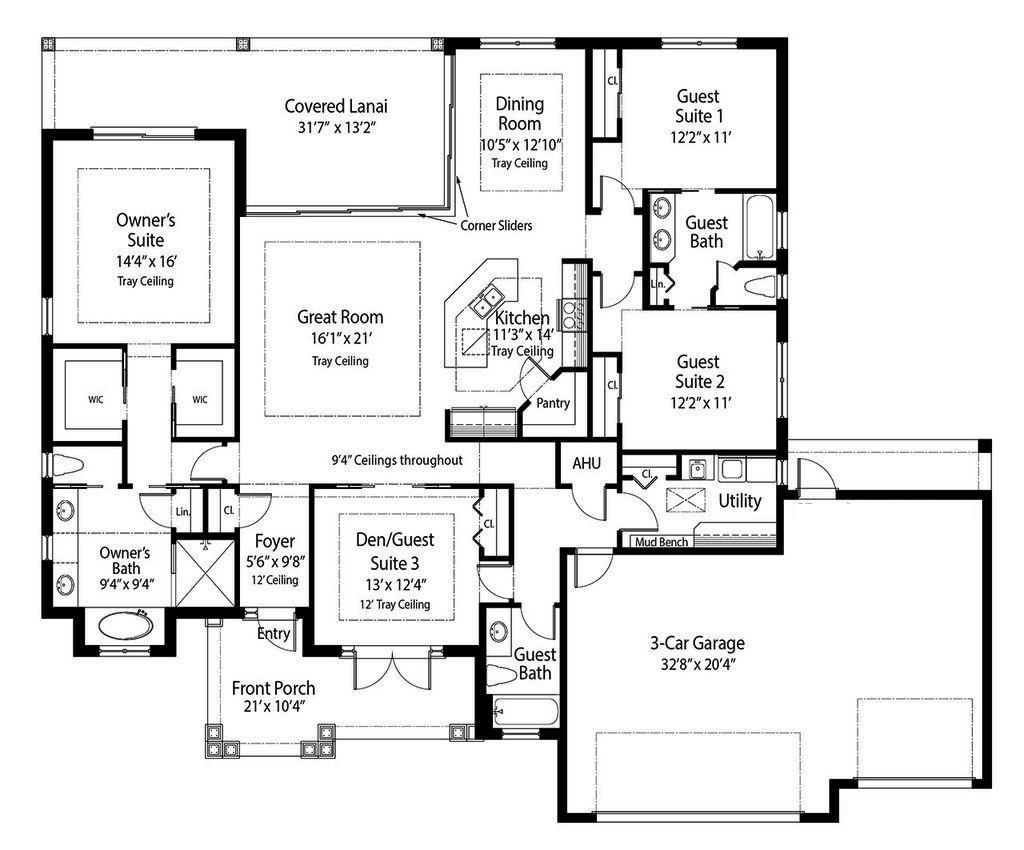 Covered Lanai
31'7" x 13'2"
Dining
Room
10'5" x 12'10"
Tray Ceiling
Cl.
Guest
Suite 1
12'2" x 11'
Owner's
Suite
14'4" x 16'
Tray Ceiling
Corner Sliders
Guest
Bath
Lin.
Great Room
16'1" x 21'
Tray Ceiling
Kitchen
11'3" x 14'
Tray Ceiling
Guest
Suite 2
12'2" x 11'
Cl.
WIC
WIC
Pantry
9'4" Ceilings throughout
AHU
Cl.
Utility
Mud Bench
Lin.
Cl.
Owner's
Bath
9'4" x 9'4"
Foyer
5'6" x 9'8"
12' Ceiling
Den/Guest
Suite 3
13' x 12'4"
12' Tray Ceiling
Cl.
Entry
Guest
Bath
3-Car Garage
32'8" x 20'4"
Front Porch
21' x 10'4"